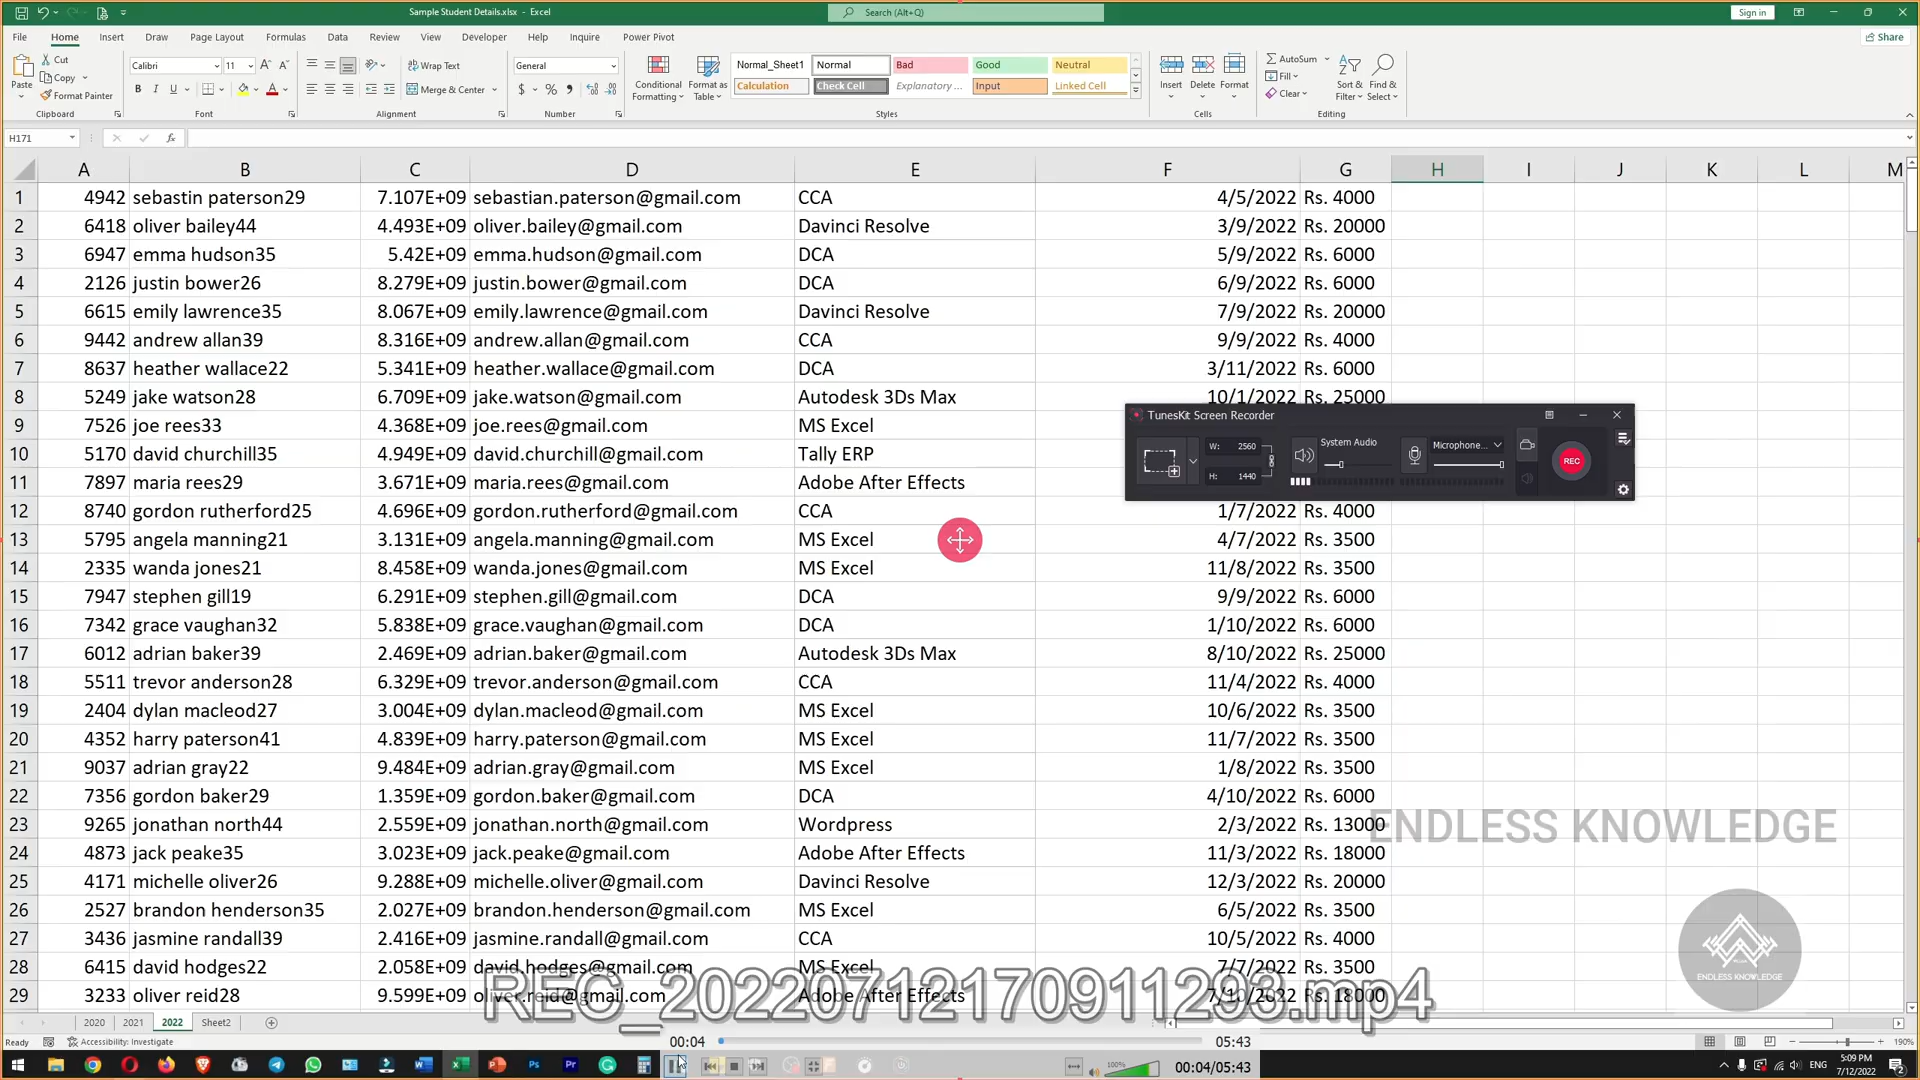 Sample Student Details.xlsx - Excel
Search (Alt+Q)
Sign in
File Home Insert Draw Page Layout Formulas Data Review View Developer Help Inquire Power Pivot
Share
Cut
Copy
Format Painter
Paste
Clipboard
Calibri 11
B I U
Font
Wrap Text
Merge & Center
Alignment
General
$ %
Number
Conditional Formatting
Format as Table
Normal_Sheet1 Normal Bad Good Neutral
Calculation Check Cell Explanatory ... Input Linked Cell
Styles
Insert Delete Format
Cells
AutoSum
Fill
Clear
Sort & Filter
Find & Select
Editing
H171
fx
A B C D E F G H I J K L M
1 4942 sebastin paterson29 7.107E+09 sebastian.paterson@gmail.com CCA 4/5/2022 Rs. 4000
2 6418 oliver bailey44 4.493E+09 oliver.bailey@gmail.com Davinci Resolve 3/9/2022 Rs. 20000
3 6947 emma hudson35 5.42E+09 emma.hudson@gmail.com DCA 5/9/2022 Rs. 6000
4 2126 justin bower26 8.279E+09 justin.bower@gmail.com DCA 6/9/2022 Rs. 6000
5 6615 emily lawrence35 8.067E+09 emily.lawrence@gmail.com Davinci Resolve 7/9/2022 Rs. 20000
6 9442 andrew allan39 8.316E+09 andrew.allan@gmail.com CCA 9/9/2022 Rs. 4000
7 8637 heather wallace22 5.341E+09 heather.wallace@gmail.com DCA 3/11/2022 Rs. 6000
8 5249 jake watson28 6.709E+09 jake.watson@gmail.com Autodesk 3Ds Max 10/1/2022 Rs. 25000
9 7526 joe rees33 4.368E+09 joe.rees@gmail.com MS Excel
10 5170 david churchill35 4.949E+09 david.churchill@gmail.com Tally ERP
11 7897 maria rees29 3.671E+09 maria.rees@gmail.com Adobe After Effects
12 8740 gordon rutherford25 4.696E+09 gordon.rutherford@gmail.com CCA 1/7/2022 Rs. 4000
13 5795 angela manning21 3.131E+09 angela.manning@gmail.com MS Excel 4/7/2022 Rs. 3500
14 2335 wanda jones21 8.458E+09 wanda.jones@gmail.com MS Excel 11/8/2022 Rs. 3500
15 7947 stephen gill19 6.291E+09 stephen.gill@gmail.com DCA 9/9/2022 Rs. 6000
16 7342 grace vaughan32 5.838E+09 grace.vaughan@gmail.com DCA 1/10/2022 Rs. 6000
17 6012 adrian baker39 2.469E+09 adrian.baker@gmail.com Autodesk 3Ds Max 8/10/2022 Rs. 25000
18 5511 trevor anderson28 6.329E+09 trevor.anderson@gmail.com CCA 11/4/2022 Rs. 4000
19 2404 dylan macleod27 3.004E+09 dylan.macleod@gmail.com MS Excel 10/6/2022 Rs. 3500
20 4352 harry paterson41 4.839E+09 harry.paterson@gmail.com MS Excel 11/7/2022 Rs. 3500
21 9037 adrian gray22 9.484E+09 adrian.gray@gmail.com MS Excel 1/8/2022 Rs. 3500
22 7356 gordon baker29 1.359E+09 gordon.baker@gmail.com DCA 4/10/2022 Rs. 6000
23 9265 jonathan north44 2.559E+09 jonathan.north@gmail.com Wordpress 2/3/2022 Rs. 13000
24 4873 jack peake35 3.023E+09 jack.peake@gmail.com Adobe After Effects 11/3/2022 Rs. 18000
25 4171 michelle oliver26 9.288E+09 michelle.oliver@gmail.com Davinci Resolve 12/3/2022 Rs. 20000
26 2527 brandon henderson35 2.027E+09 brandon.henderson@gmail.com MS Excel 6/5/2022 Rs. 3500
27 3436 jasmine randall39 2.416E+09 jasmine.randall@gmail.com CCA 10/5/2022 Rs. 4000
28 6415 david hodges22 2.058E+09 david.hodges@gmail.com MS Excel 7/7/2022 Rs. 3500
29 3233 oliver reid28 9.599E+09 oliver.reid@gmail.com Adobe After Effects 7/10/2022 Rs. 18000
TunesKit Screen Recorder
W: 2560
H: 1440
System Audio
Microphone...
REC
ENDLESS KNOWLEDGE
ENDLESS KNOWLEDGE
REC_20220712170911293.mp4
2020 2021 2022 Sheet2
Ready
Accessibility: Investigate
190%
00:04 05:43
100%
00:04/05:43
ENG
5:09 PM
7/12/2022